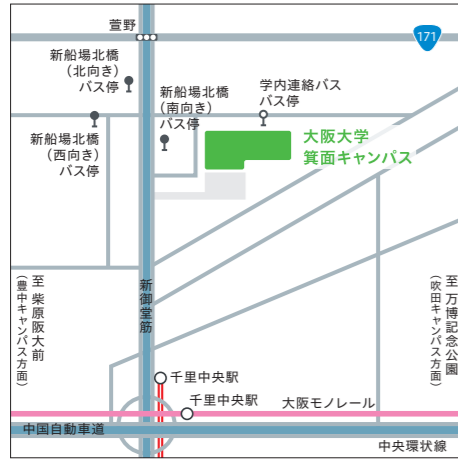 萱野
171
新船場北橋
(北向き)
バス停
新船場北橋
(南向き)
バス停
学内連絡バス
バス停
新船場北橋
(西向き)
バス停
大阪大学
箕面キャンパス
至 柴原阪大前
(豊中キャンパス方面)
新御堂筋
至 万博記念公園
(吹田キャンパス方面)
千里中央駅
千里中央駅
大阪モノレール
中国自動車道
中央環状線